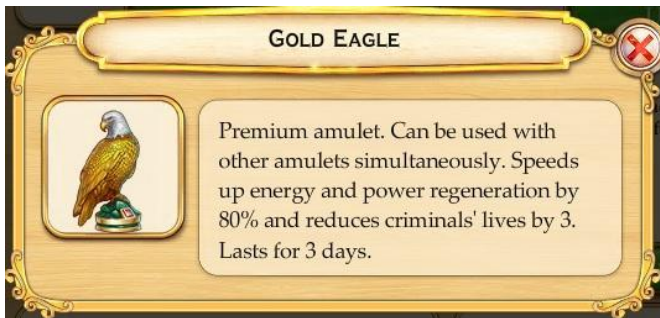 GOLD EAGLE
Premium amulet. Can be used with
other amulets simultaneously. Speeds
up energy and power regeneration by
80% and reduces criminals' lives by 3.
Lasts for 3 days.